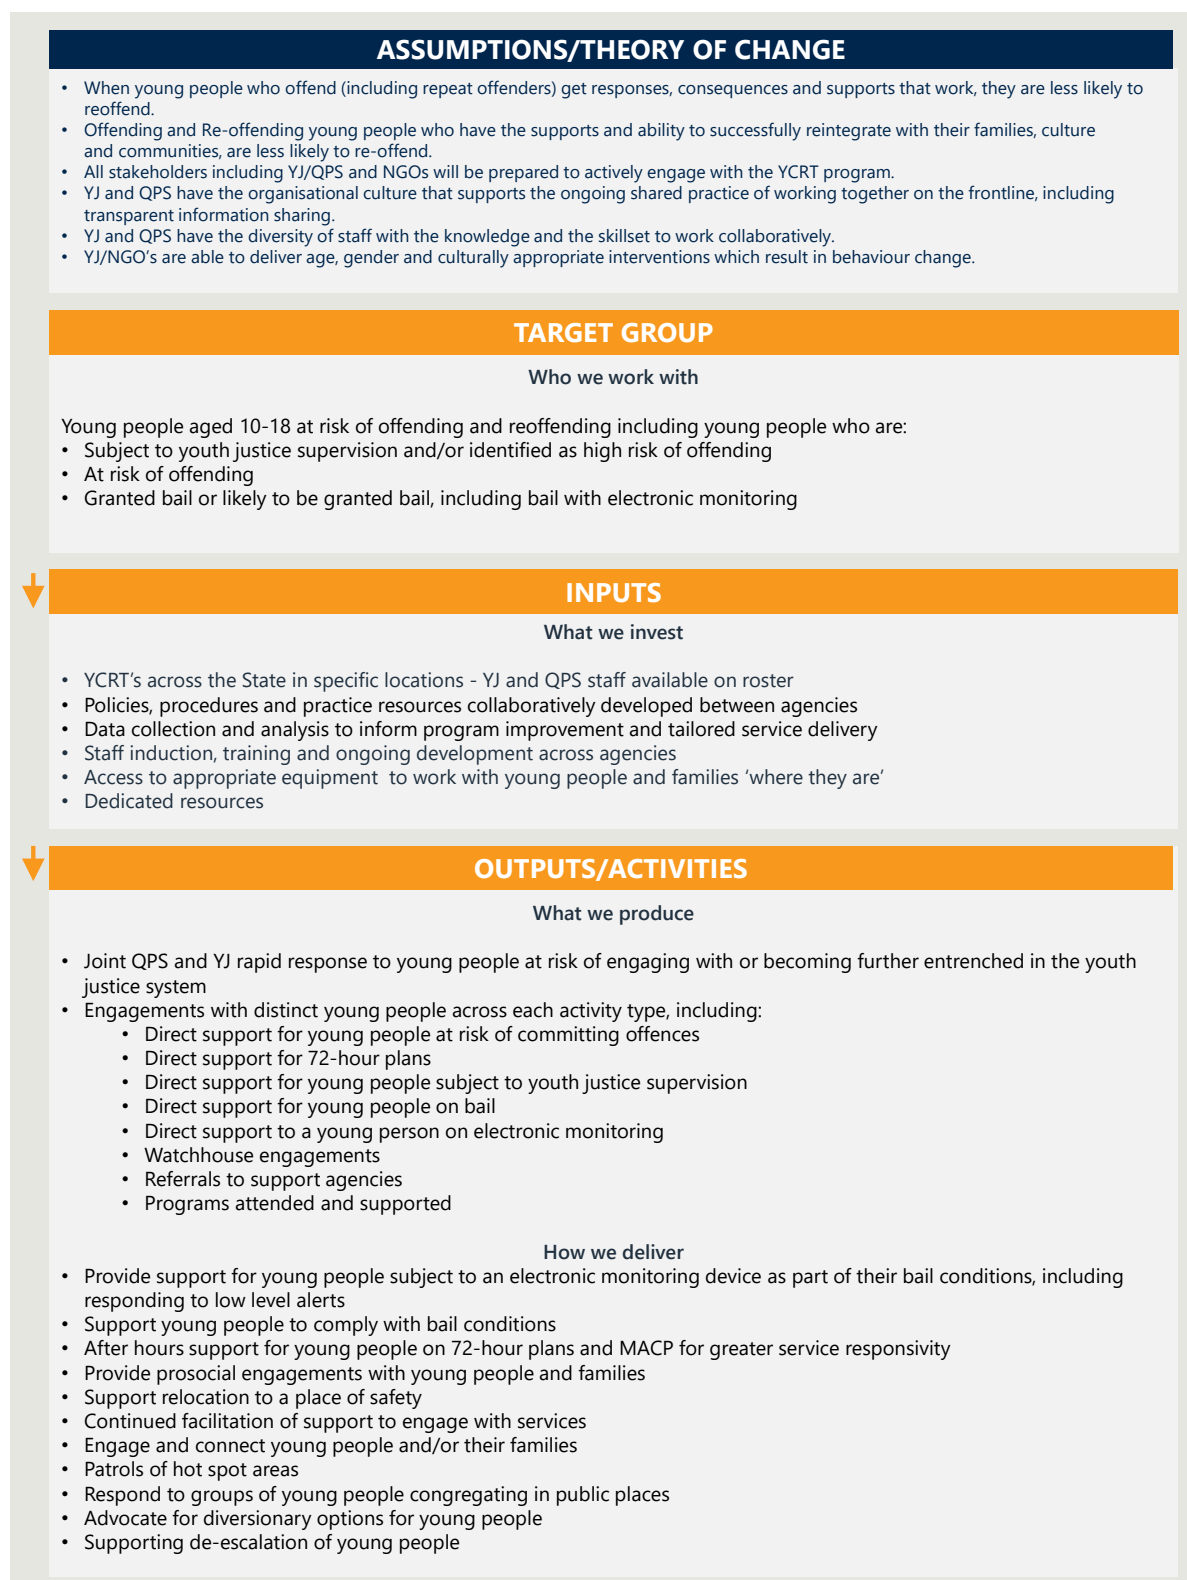 ASSUMPTIONS/THEORY OF CHANGE
• When young people who offend (including repeat offenders) get responses, consequences and supports that work, they are less likely to
reoffend.
• Offending and Re-offending young people who have the supports and ability to successfully reintegrate with their families, culture
and communities, are less likely to re-offend.
• All stakeholders including YJ/QPS and NGOs will be prepared to actively engage with the YCRT program.
• YJ and QPS have the organisational culture that supports the ongoing shared practice of working together on the frontline, including
transparent information sharing.
• YJ and QPS have the diversity of staff with the knowledge and the skillset to work collaboratively.
• YJ/NGO's are able to deliver age, gender and culturally appropriate interventions which result in behaviour change.
TARGET GROUP
Who we work with
Young people aged 10-18 at risk of offending and reoffending including young people who are:
• Subject to youth justice supervision and/or identified as high risk of offending
• At risk of offending
• Granted bail or likely to be granted bail, including bail with electronic monitoring
INPUTS
What we invest
• YCRT's across the State in specific locations - YJ and QPS staff available on roster
• Policies, procedures and practice resources collaboratively developed between agencies
• Data collection and analysis to inform program improvement and tailored service delivery
• Staff induction, training and ongoing development across agencies
• Access to appropriate equipment  to work with young people and families ‘where they are’
• Dedicated resources
OUTPUTS/ACTIVITIES
What we produce
• Joint QPS and YJ rapid response to young people at risk of engaging with or becoming further entrenched in the youth
justice system
• Engagements with distinct young people across each activity type, including:
• Direct support for young people at risk of committing offences
• Direct support for 72-hour plans
• Direct support for young people subject to youth justice supervision
• Direct support for young people on bail
• Direct support to a young person on electronic monitoring
• Watchhouse engagements
• Referrals to support agencies
• Programs attended and supported
How we deliver
• Provide support for young people subject to an electronic monitoring device as part of their bail conditions, including
responding to low level alerts
• Support young people to comply with bail conditions
• After hours support for young people on 72-hour plans and MACP for greater service responsivity
• Provide prosocial engagements with young people and families
• Support relocation to a place of safety
• Continued facilitation of support to engage with services
• Engage and connect young people and/or their families
• Patrols of hot spot areas
• Respond to groups of young people congregating in public places
• Advocate for diversionary options for young people
• Supporting de-escalation of young people